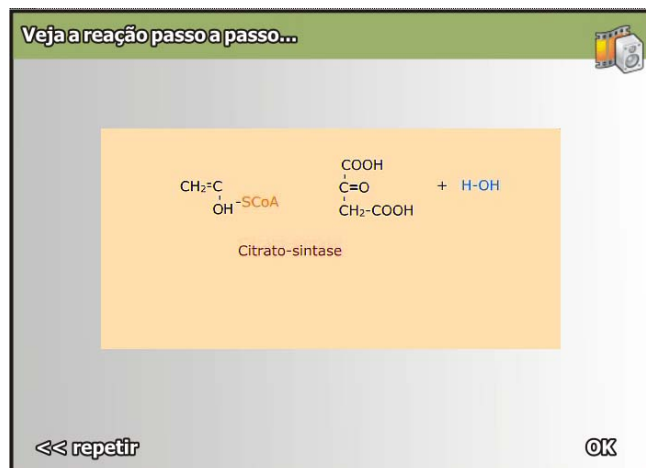 Veja a reação passo a passo...
COOH
CH₂=C
C=O
+ H-OH
OH
-SCoA
CH₂-COOH
Citrato-sintase
<< repetir
OK